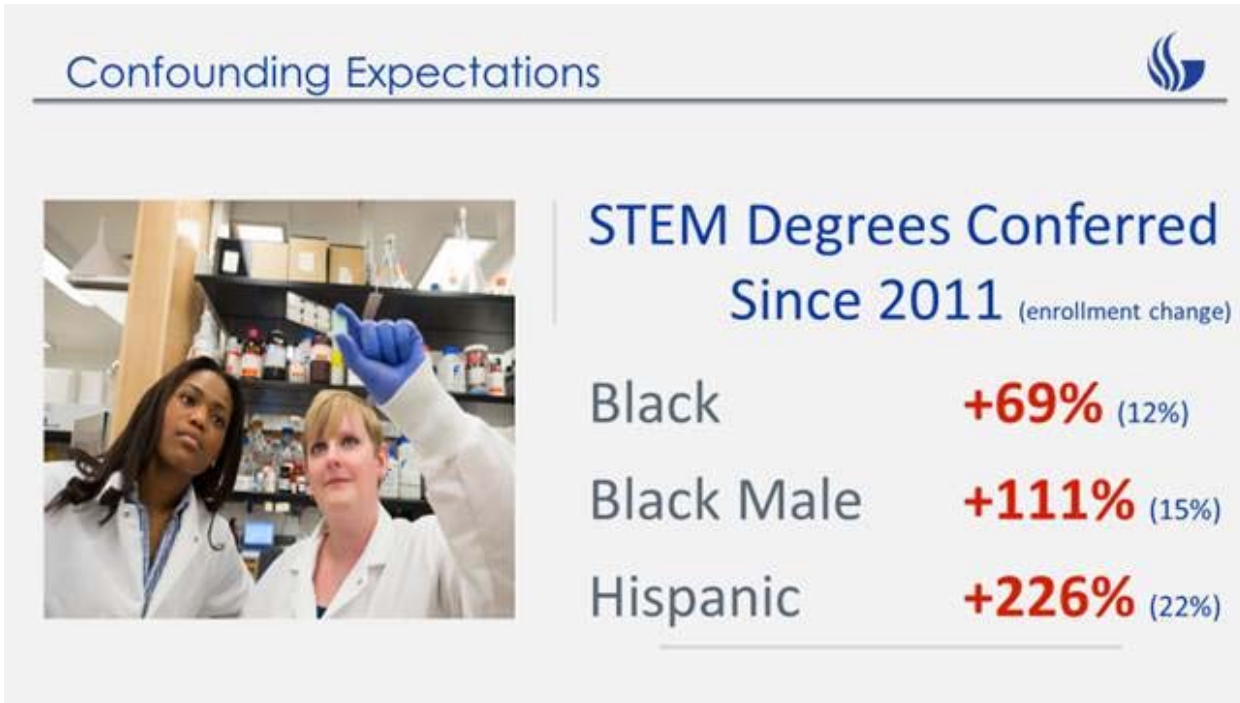 Confounding Expectations
STEM Degrees Conferred
Since 2011 (enrollment change)
Black +69% (12%)
Black Male +111% (15%)
Hispanic +226% (22%)